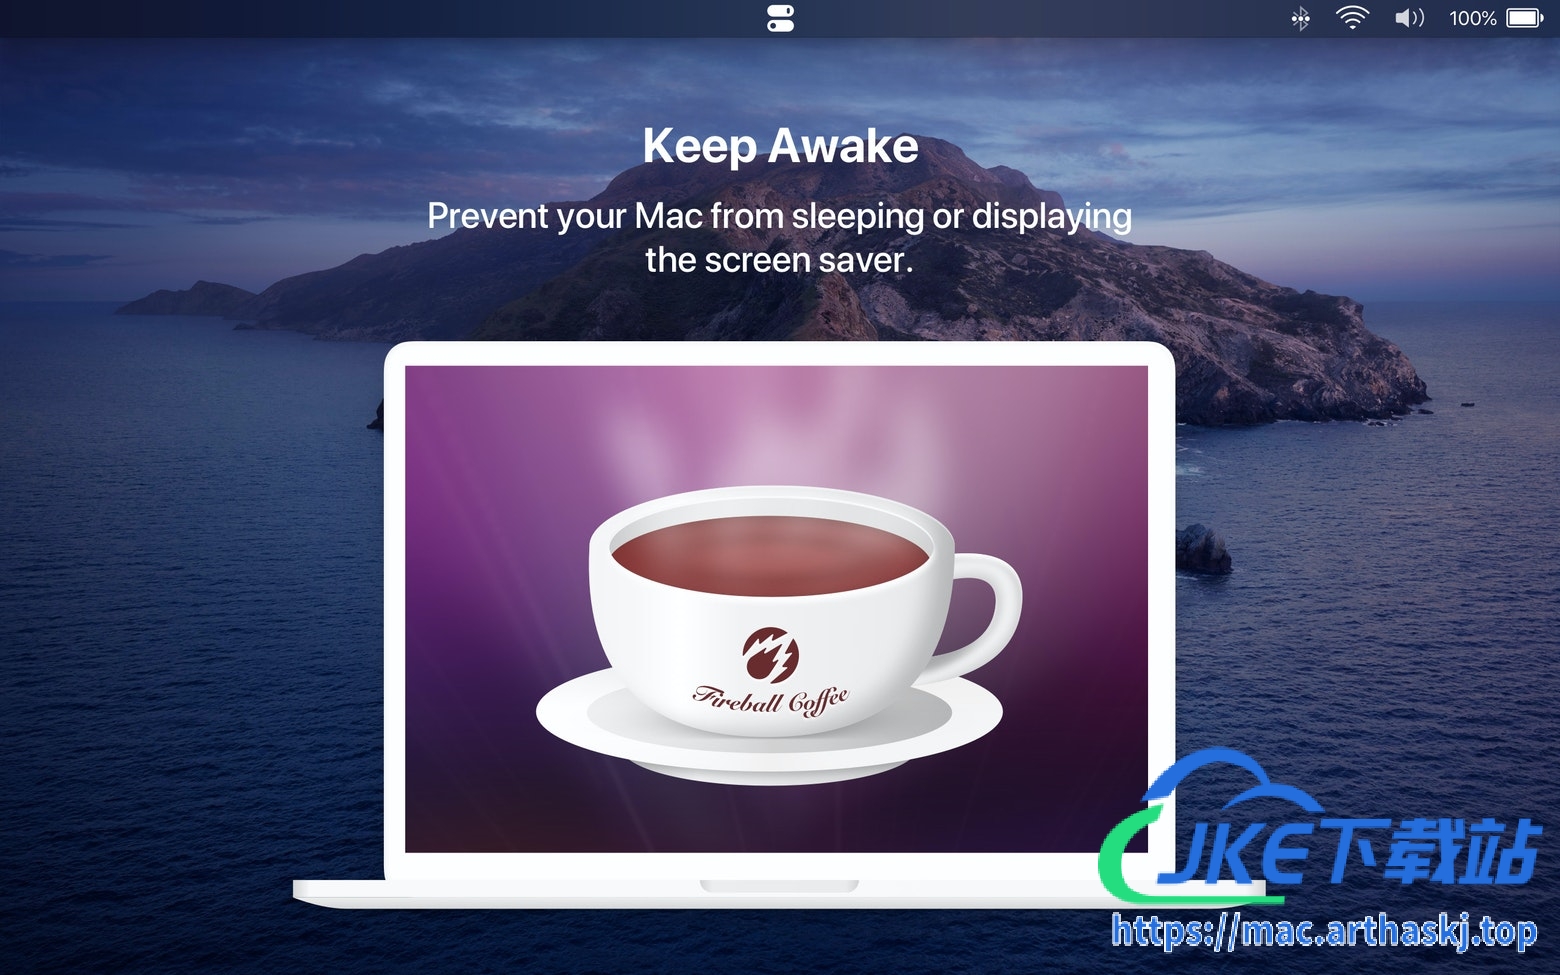 100%
Keep Awake
Prevent your Mac from sleeping or displaying
the screen saver.
Fireball Coffee
JKE下载站
https://mac.arthaskj.top